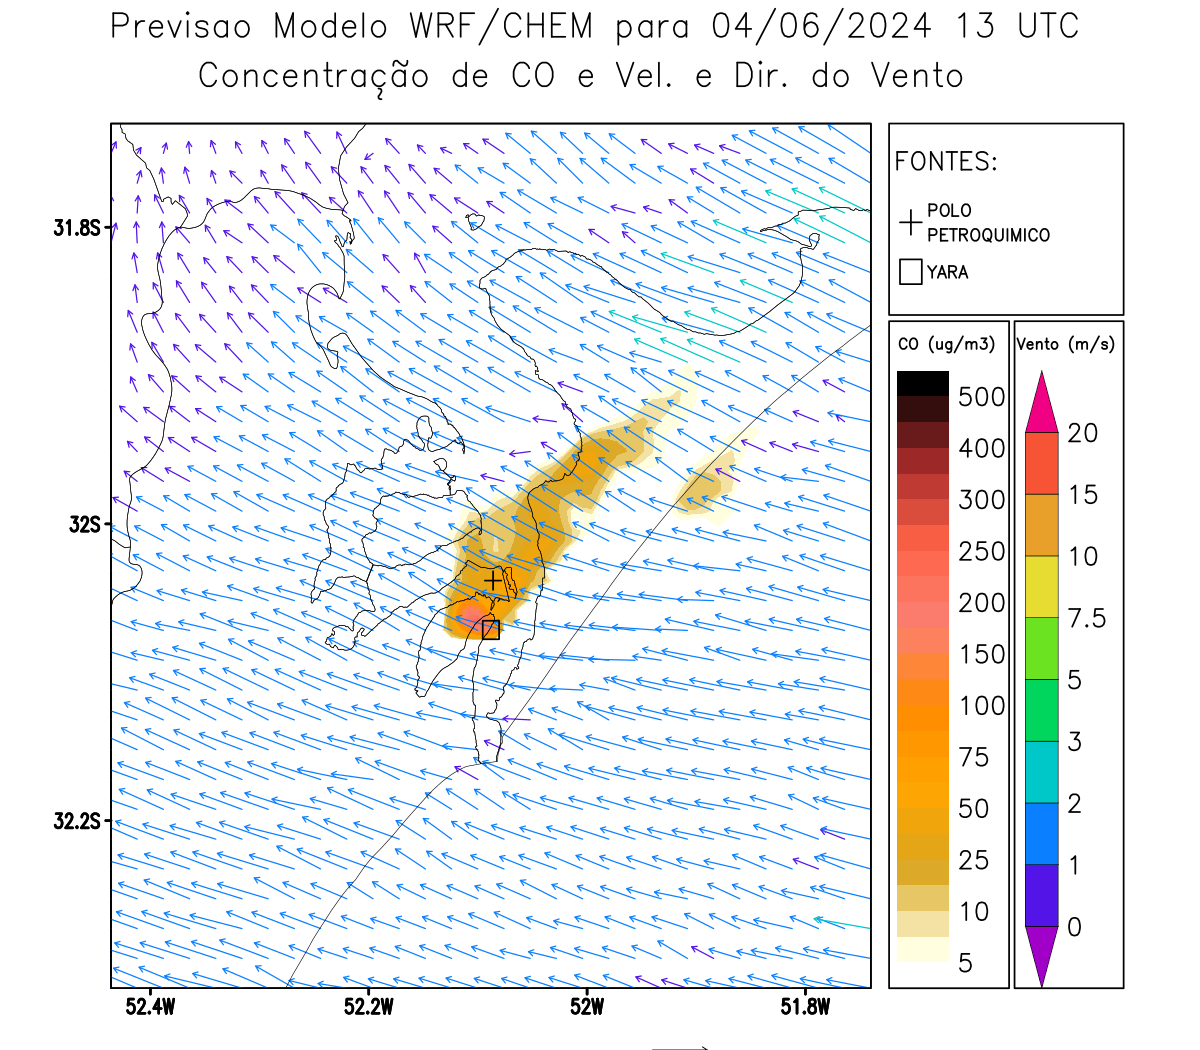 Previsao Modelo WRF/CHEM para 04/06/2024 13 UTC
Concentração de CO e Vel. e Dir. do Vento
FONTES:
POLO
PETROQUIMICO
YARA
CO (ug/m3)
500
400
300
250
200
150
100
75
50
25
10
5
Vento (m/s)
20
15
10
7.5
5
3
2
1
0
31.8S
32S
32.2S
52.4W
52.2W
52W
51.8W